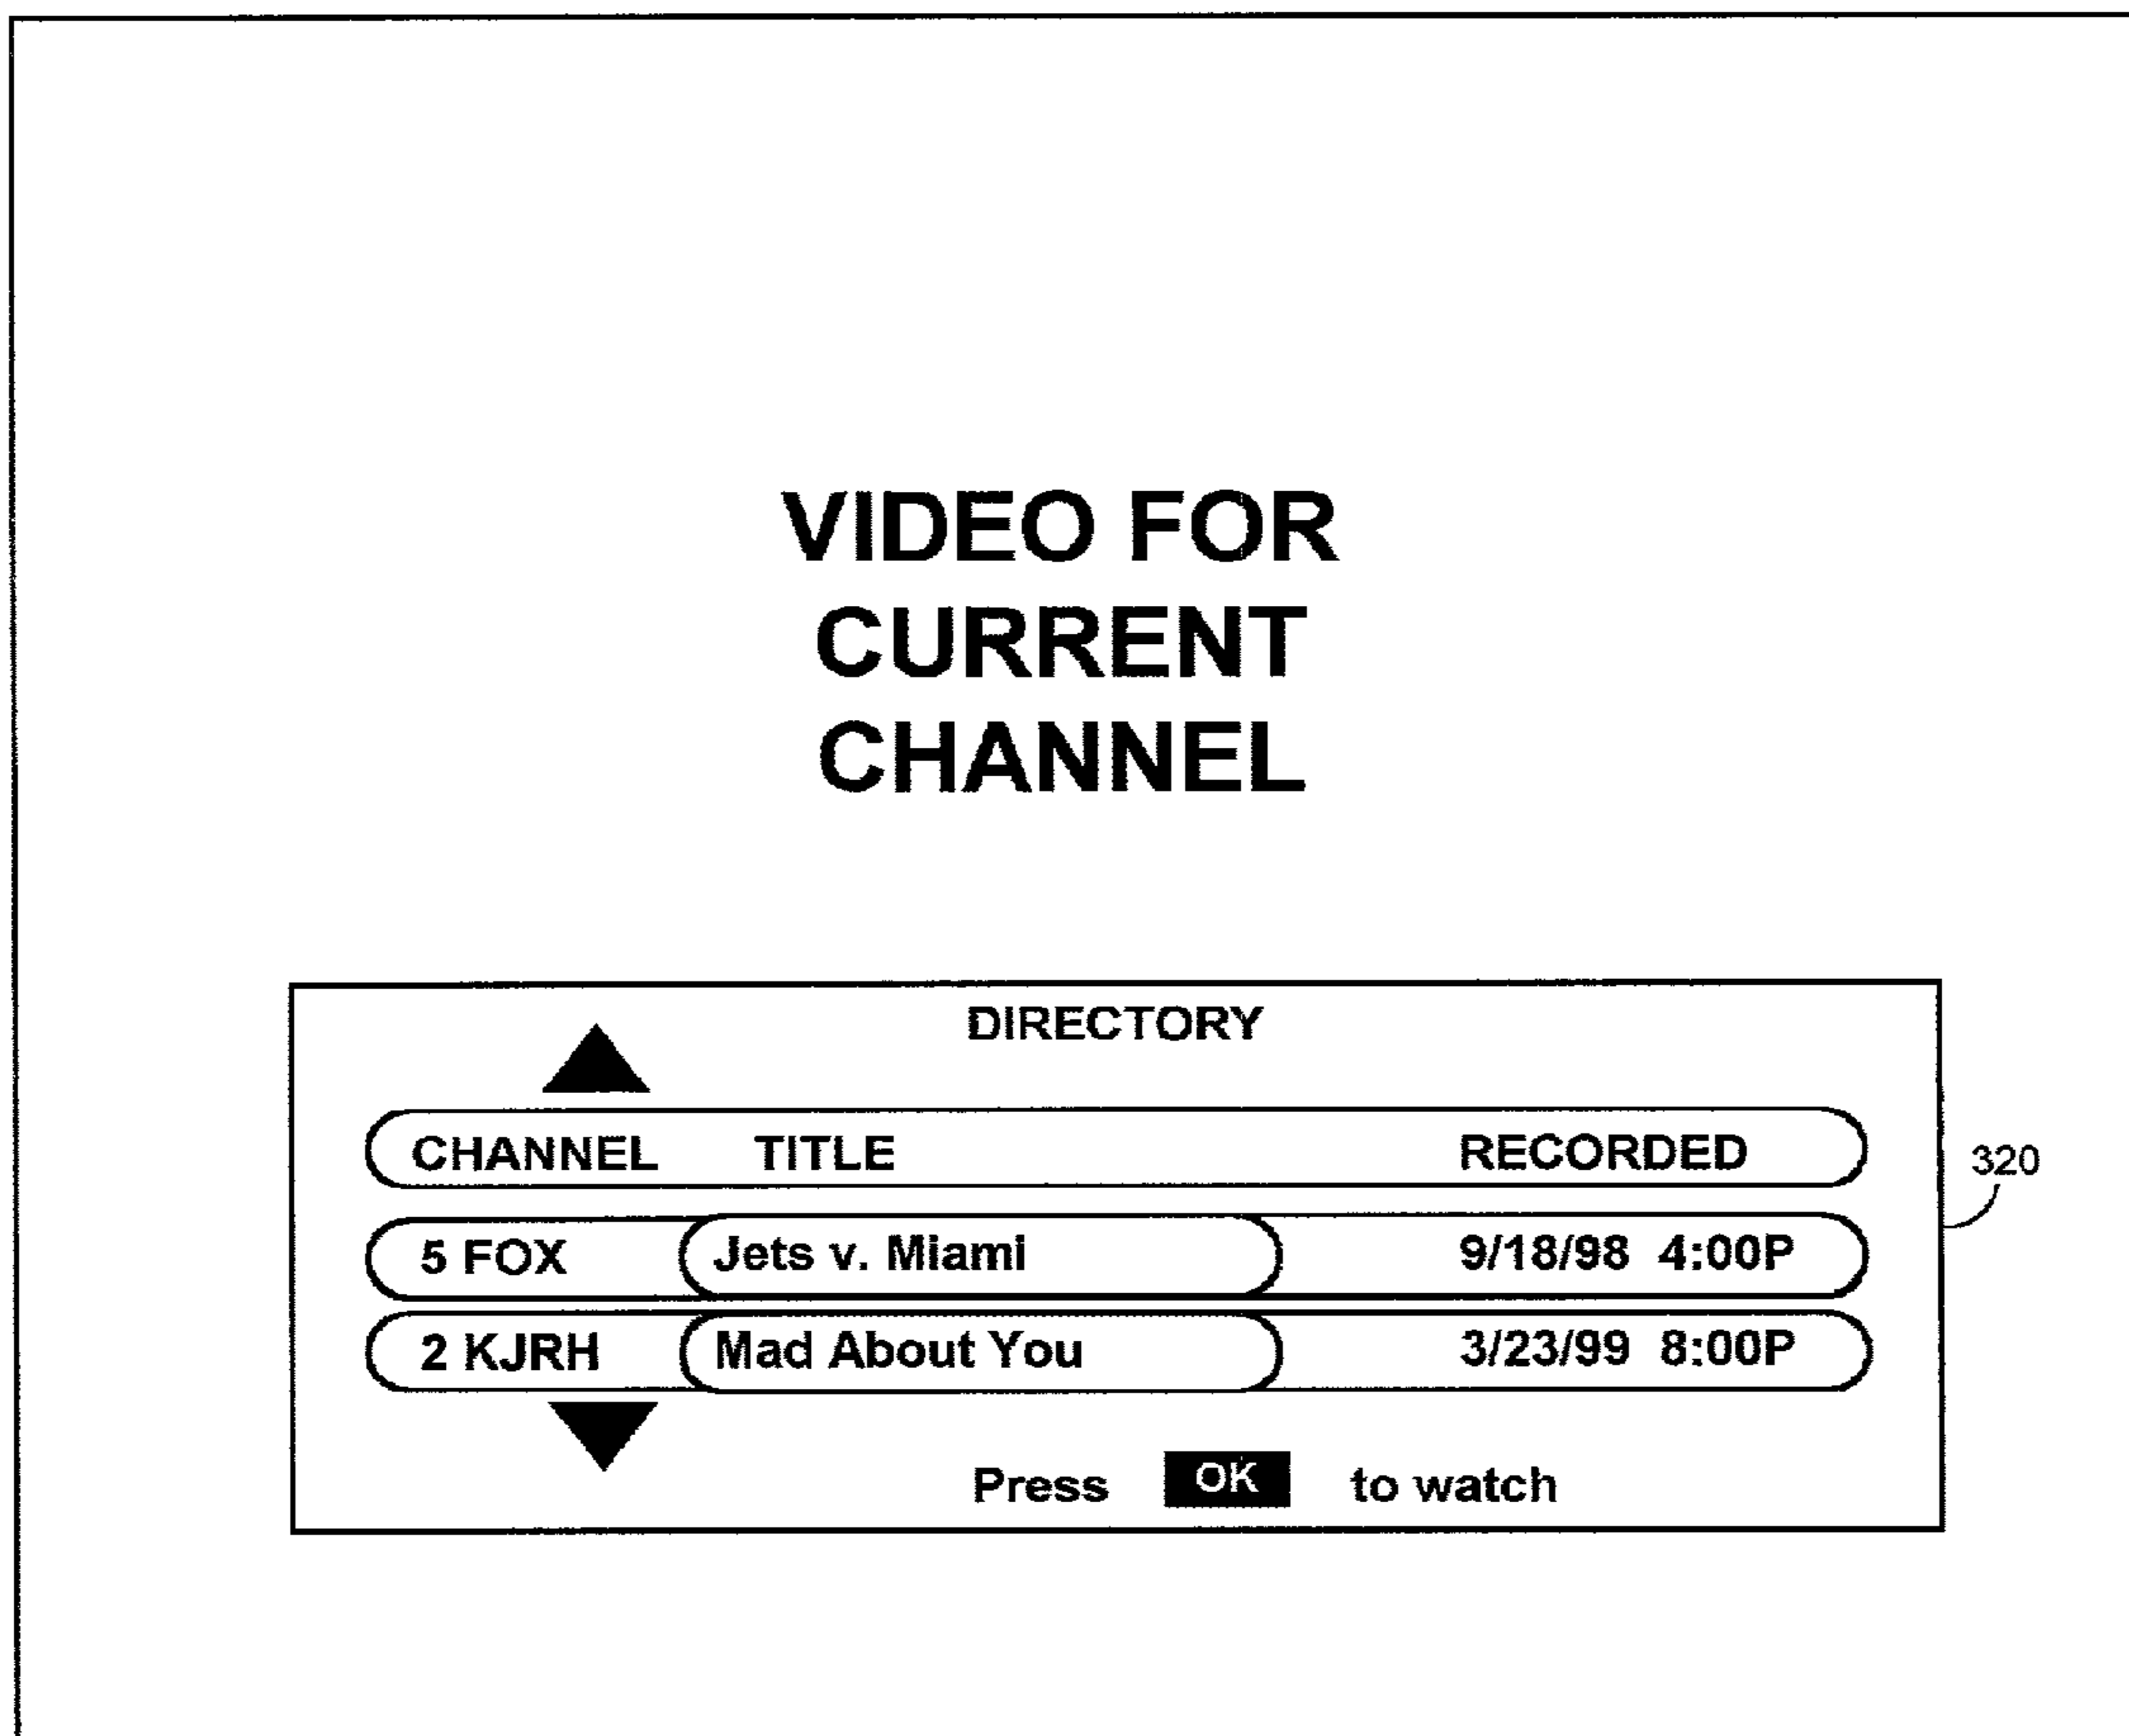 VIDEO FOR
CURRENT
CHANNEL
DIRECTORY
CHANNEL TITLE RECORDED
320
5 FOX Jets v. Miami 9/18/98 4:00P
2 KJRH Mad About You 3/23/99 8:00P
Press OK to watch